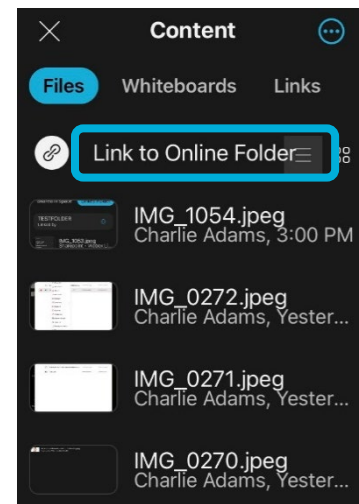 Content
Files Whiteboards Links
Link to Online Folder
IMG_1054.jpeg
Charlie Adams, 3:00 PM
IMG_0272.jpeg
Charlie Adams, Yester...
IMG_0271.jpeg
Charlie Adams, Yester...
IMG_0270.jpeg
Charlie Adams, Yester...